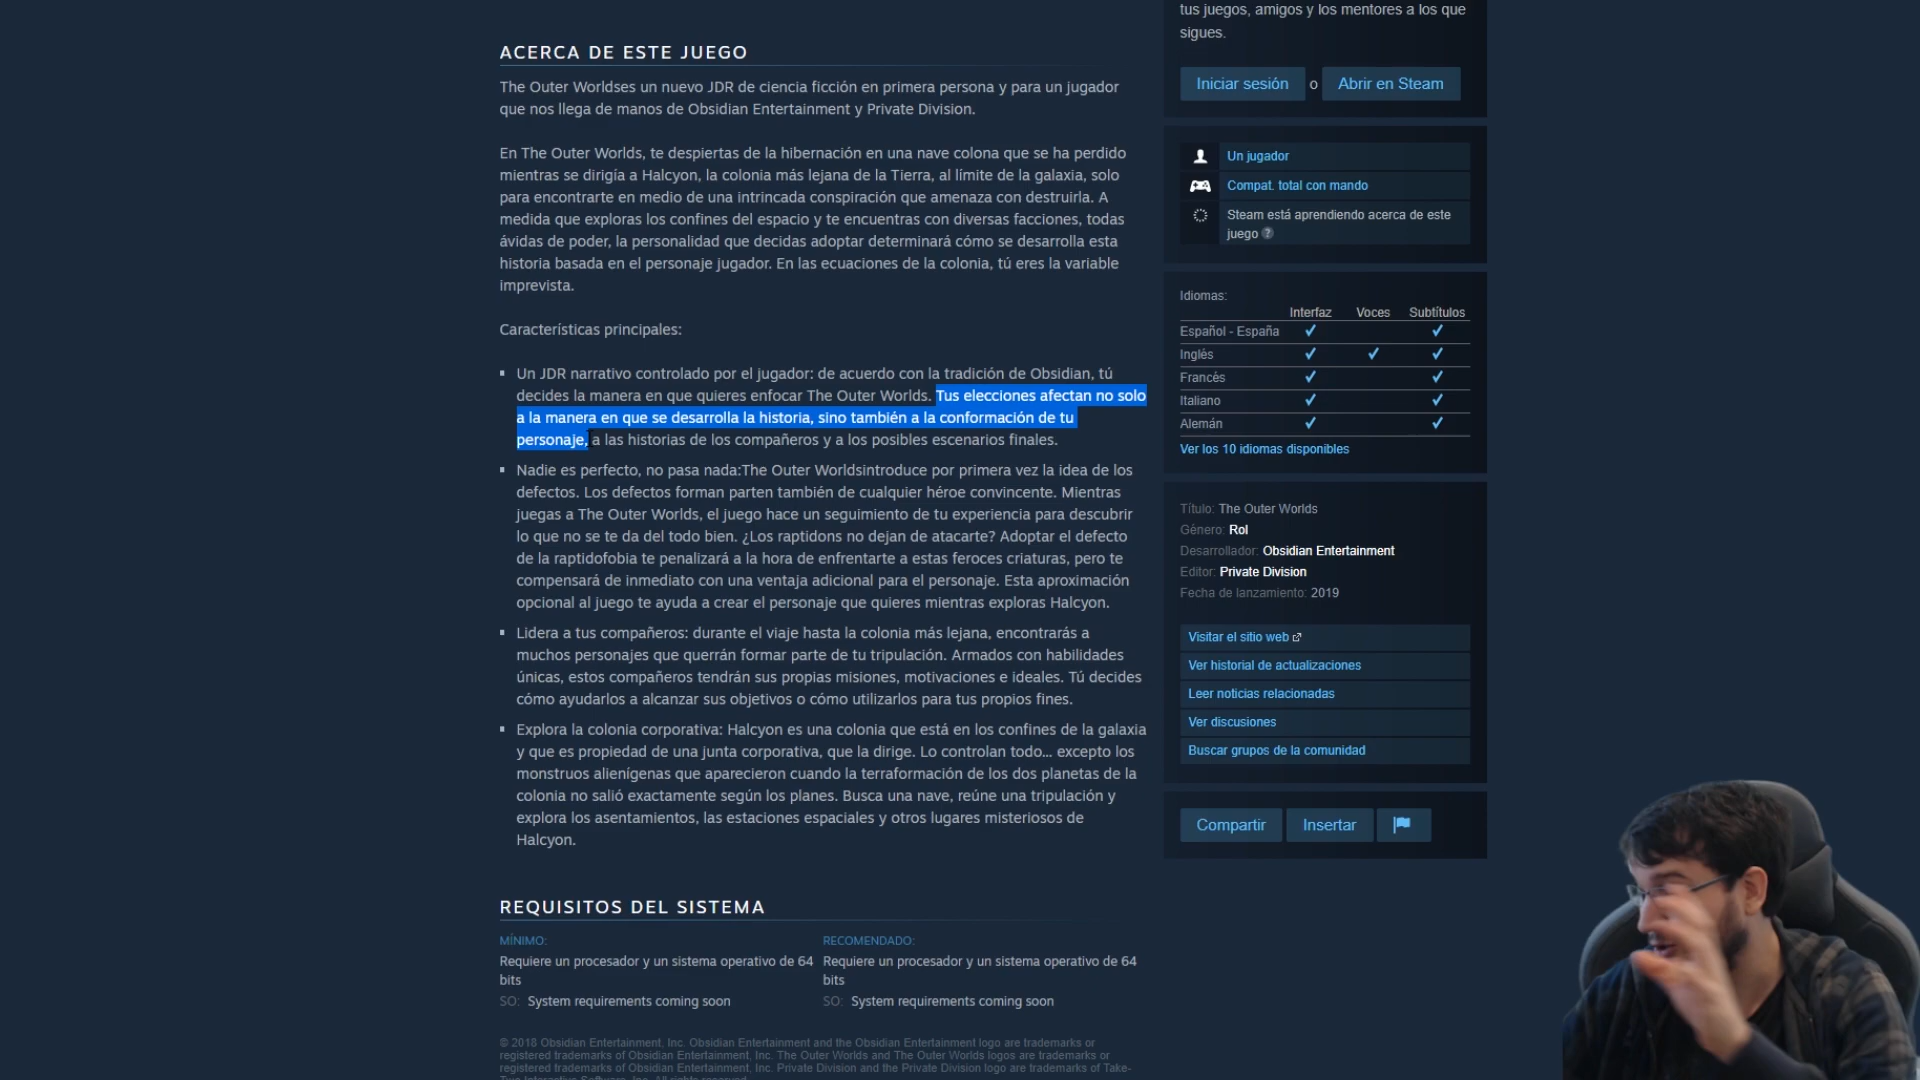 tus juegos, amigos y los mentores a los que
sigues.
Iniciar sesión o Abrir en Steam
ACERCA DE ESTE JUEGO
The Outer Worldses un nuevo JDR de ciencia ficción en primera persona y para un jugador
que nos llega de manos de Obsidian Entertainment y Private Division.
En The Outer Worlds, te despiertas de la hibernación en una nave colona que se ha perdido
mientras se dirigía a Halcyon, la colonia más lejana de la Tierra, al límite de la galaxia, solo
para encontrarte en medio de una intrincada conspiración que amenaza con destruirla. A
medida que exploras los confines del espacio y te encuentras con diversas facciones, todas
ávidas de poder, la personalidad que decidas adoptar determinará cómo se desarrolla esta
historia basada en el personaje jugador. En las ecuaciones de la colonia, tú eres la variable
imprevista.
Características principales:
Un JDR narrativo controlado por el jugador: de acuerdo con la tradición de Obsidian, tú
decides la manera en que quieres enfocar The Outer Worlds. Tus elecciones afectan no solo
a la manera en que se desarrolla la historia, sino también a la conformación de tu
personaje, a las historias de los compañeros y a los posibles escenarios finales.
Nadie es perfecto, no pasa nada:The Outer Worldsintroduce por primera vez la idea de los
defectos. Los defectos forman parten también de cualquier héroe convincente. Mientras
juegas a The Outer Worlds, el juego hace un seguimiento de tu experiencia para descubrir
lo que no se te da del todo bien. ¿Los raptidons no dejan de atacarte? Adoptar el defecto
de la raptidofobia te penalizará a la hora de enfrentarte a estas feroces criaturas, pero te
compensará de inmediato con una ventaja adicional para el personaje. Esta aproximación
opcional al juego te ayuda a crear el personaje que quieres mientras exploras Halcyon.
Lidera a tus compañeros: durante el viaje hasta la colonia más lejana, encontrarás a
muchos personajes que querrán formar parte de tu tripulación. Armados con habilidades
únicas, estos compañeros tendrán sus propias misiones, motivaciones e ideales. Tú decides
cómo ayudarlos a alcanzar sus objetivos o cómo utilizarlos para tus propios fines.
Explora la colonia corporativa: Halcyon es una colonia que está en los confines de la galaxia
y que es propiedad de una junta corporativa, que la dirige. Lo controlan todo... excepto los
monstruos alienígenas que aparecieron cuando la terraformación de los dos planetas de la
colonia no salió exactamente según los planes. Busca una nave, reúne una tripulación y
explora los asentamientos, las estaciones espaciales y otros lugares misteriosos de
Halcyon.
REQUISITOS DEL SISTEMA
MÍNIMO:
Requiere un procesador y un sistema operativo de 64
bits
SO: System requirements coming soon
RECOMENDADO:
Requiere un procesador y un sistema operativo de 64
bits
SO: System requirements coming soon
© 2018 Obsidian Entertainment, Inc. Obsidian Entertainment and the Obsidian Entertainment logo are trademarks or
registered trademarks of Obsidian Entertainment, Inc. The Outer Worlds and The Outer Worlds logos are trademarks or
registered trademarks of Obsidian Entertainment, Inc. Private Division and the Private Division logo are trademarks of Take-
Two Interactive Software, Inc. All rights reserved.
Un jugador
Compat. total con mando
Steam está aprendiendo acerca de este
juego ?
Idiomas:
Interfaz Voces Subtítulos
Español - España ✔ ✔
Inglés ✔ ✔ ✔
Francés ✔ ✔
Italiano ✔ ✔
Alemán ✔ ✔
Ver los 10 idiomas disponibles
Título: The Outer Worlds
Género: Rol
Desarrollador: Obsidian Entertainment
Editor: Private Division
Fecha de lanzamiento: 2019
Visitar el sitio web
Ver historial de actualizaciones
Leer noticias relacionadas
Ver discusiones
Buscar grupos de la comunidad
Compartir Insertar